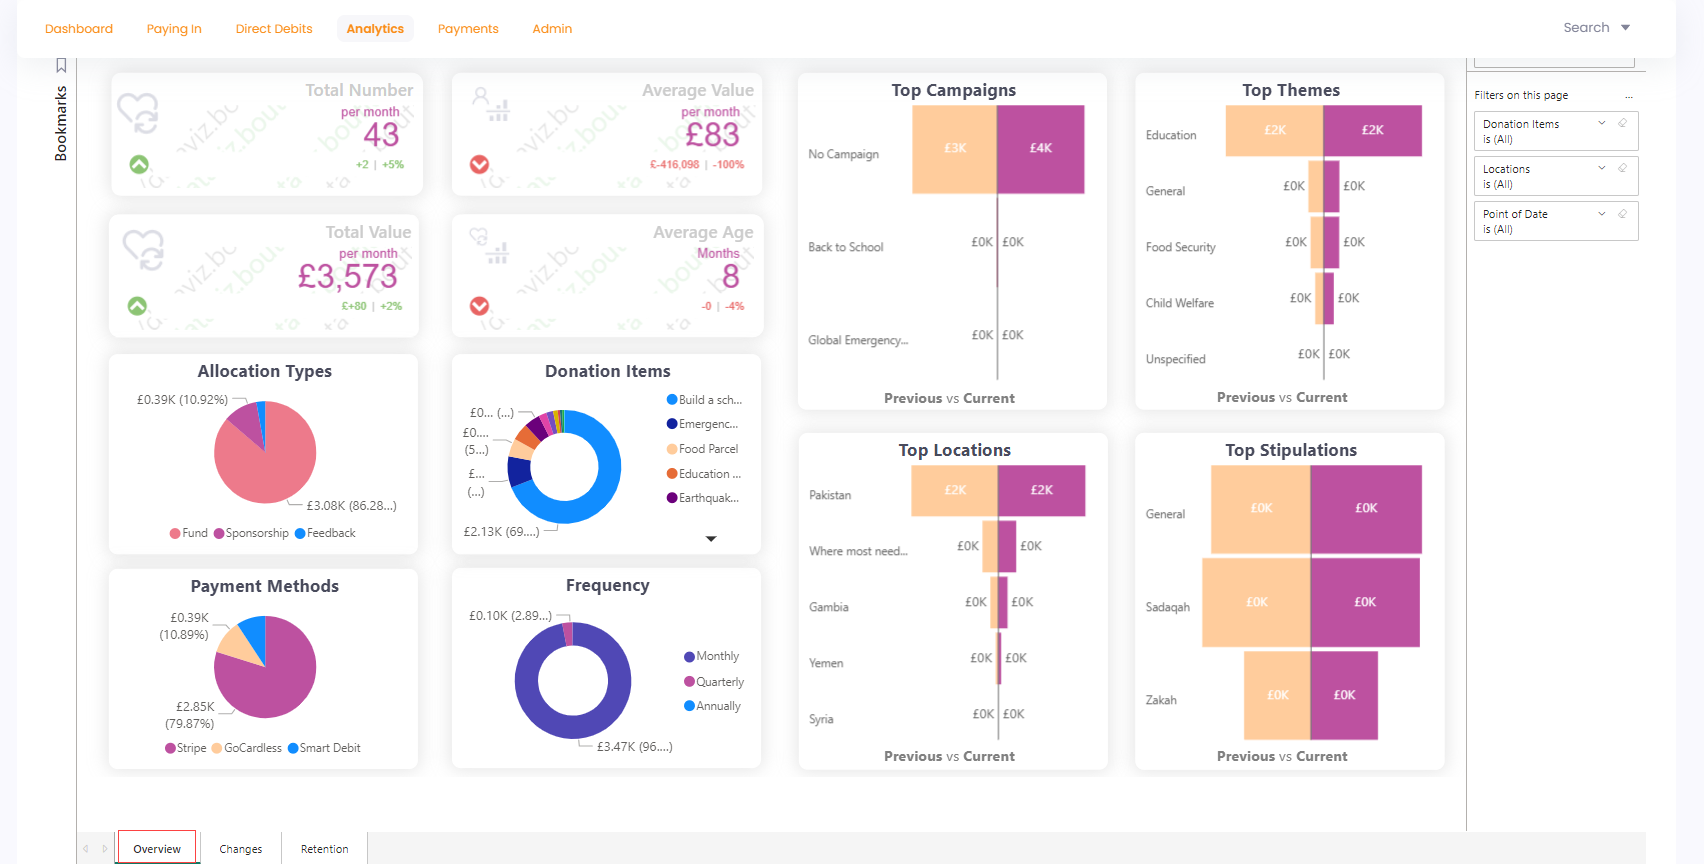 Dashboard
Paying In
Direct Debits
Analytics
Payments
Admin
Search
Bookmarks
Total Number
per month
43
+2 | +5%
Average Value
per month
£83
£-416,098 | -100%
Total Value
per month
£3,573
£+80 | +2%
Average Age
Months
8
-0 | -4%
Allocation Types
£0.39K (10.92%)
£3.08K (86.28...)
Fund
Sponsorship
Feedback
Donation Items
£0... (...)
£0....
(5...
£...
(...)
£2.13K (69....)
Build a sch...
Emergenc...
Food Parcel
Education ...
Earthquak...
Payment Methods
£0.39K
(10.89%)
£2.85K
(79.87%)
Stripe
GoCardless
Smart Debit
Frequency
£0.10K (2.89...)
£3.47K (96....)
Monthly
Quarterly
Annually
Top Campaigns
No Campaign
£3K
£4K
Back to School
£0K
£0K
Global Emergency...
£0K
£0K
Previous vs Current
Top Themes
Education
£2K
£2K
General
£0K
£0K
Food Security
£0K
£0K
Child Welfare
£0K
£0K
Unspecified
£0K
£0K
Previous vs Current
Top Locations
Pakistan
£2K
£2K
Where most need...
£0K
£0K
Gambia
£0K
£0K
Yemen
£0K
£0K
Syria
£0K
£0K
Previous vs Current
Top Stipulations
General
£0K
£0K
Sadaqah
£0K
£0K
Zakah
£0K
£0K
Previous vs Current
Filters on this page
...
Donation Items
is (All)
Locations
is (All)
Point of Date
is (All)
Overview
Changes
Retention